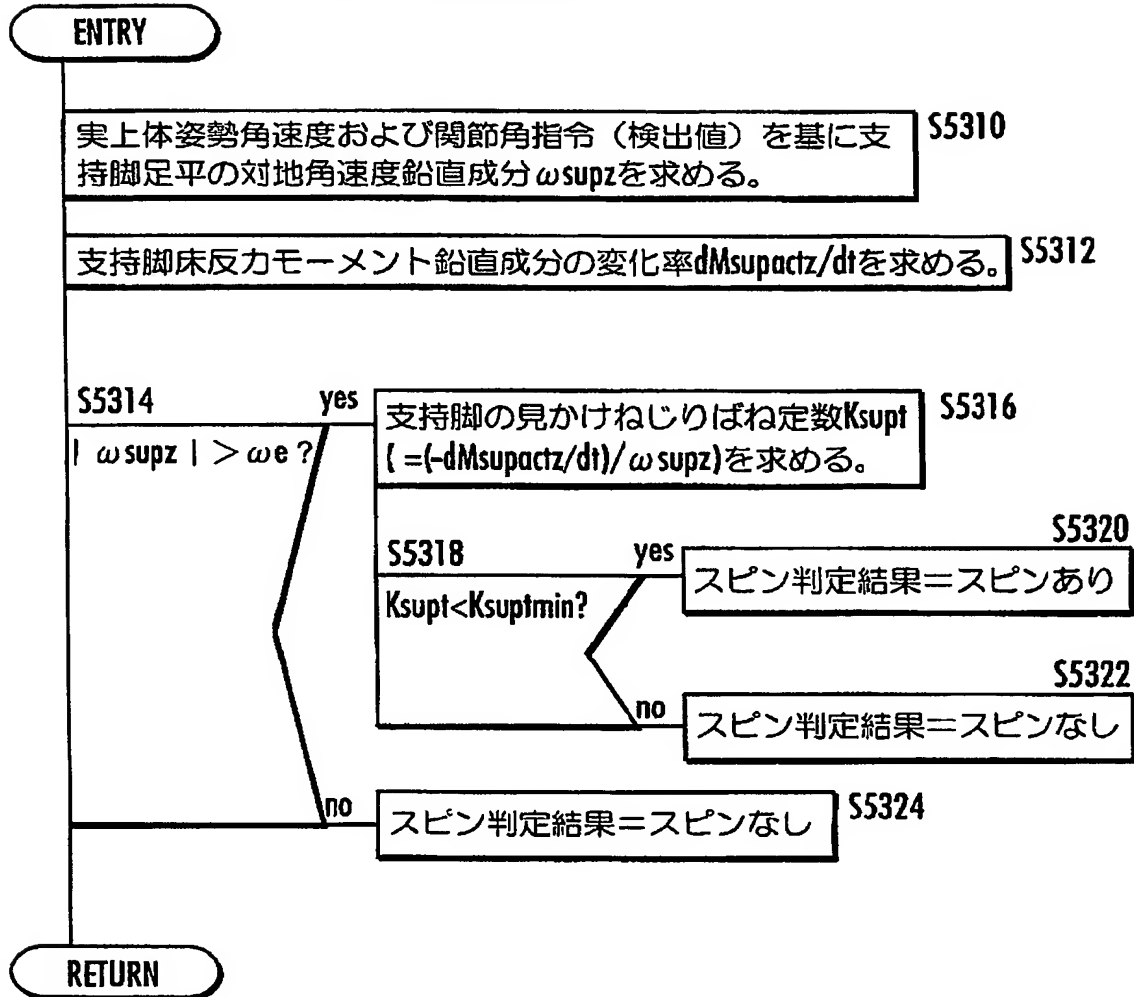 ENTRY
実上体姿勢角速度および関節角指令（検出値）を基に支
持脚足平の対地角速度鉛直成分ωsupzを求める。
S5310
支持脚床反力モーメント鉛直成分の変化率dMsupactz/dtを求める。
S5312
S5314
yes
| ωsupz | ＞ωe？
支持脚の見かけねじりばね定数Ksupt
( =(-dMsupactz/dt)/ωsupz)を求める。
S5316
S5318
yes
Ksupt<Ksuptmin?
S5320
スピン判定結果＝スピンあり
S5322
no
スピン判定結果＝スピンなし
no
スピン判定結果＝スピンなし
S5324
RETURN